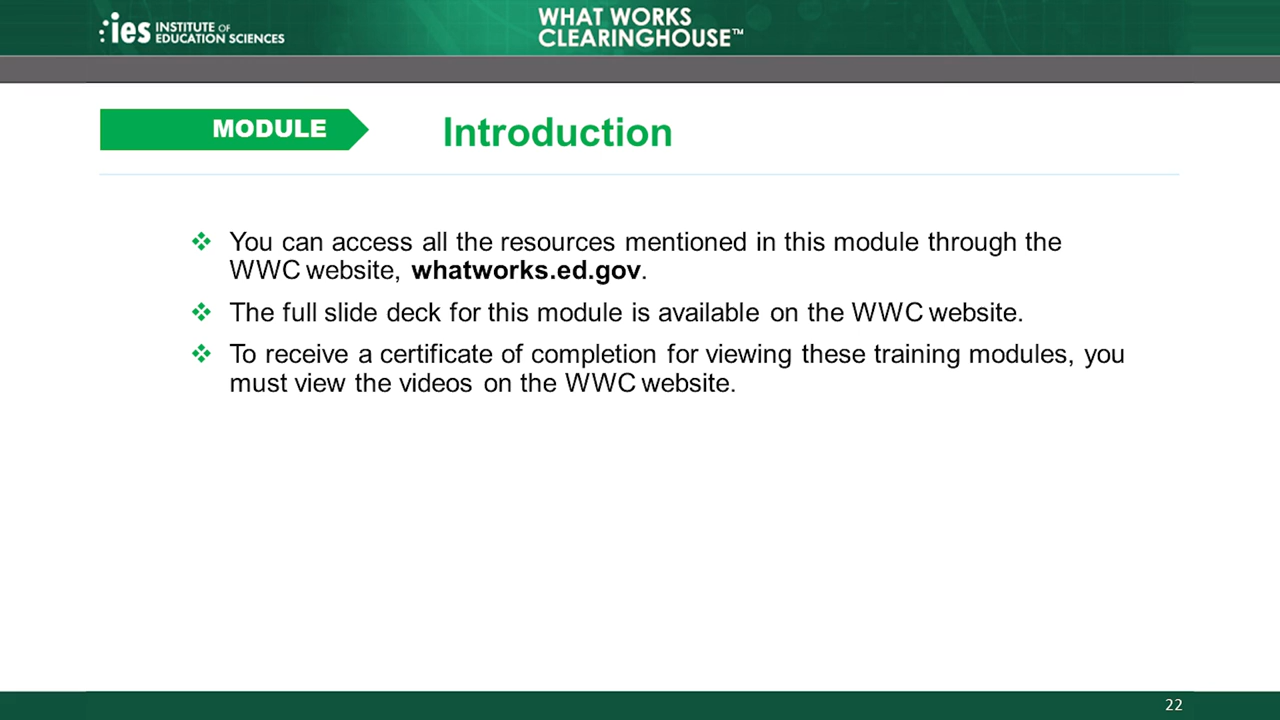 :ies INSTITUTE OF
EDUCATION SCIENCES
WHAT WORKS
CLEARINGHOUSE™
MODULE
Introduction
❖ You can access all the resources mentioned in this module through the
WWC website, whatworks.ed.gov.
❖ The full slide deck for this module is available on the WWC website.
❖ To receive a certificate of completion for viewing these training modules, you
must view the videos on the WWC website.
22